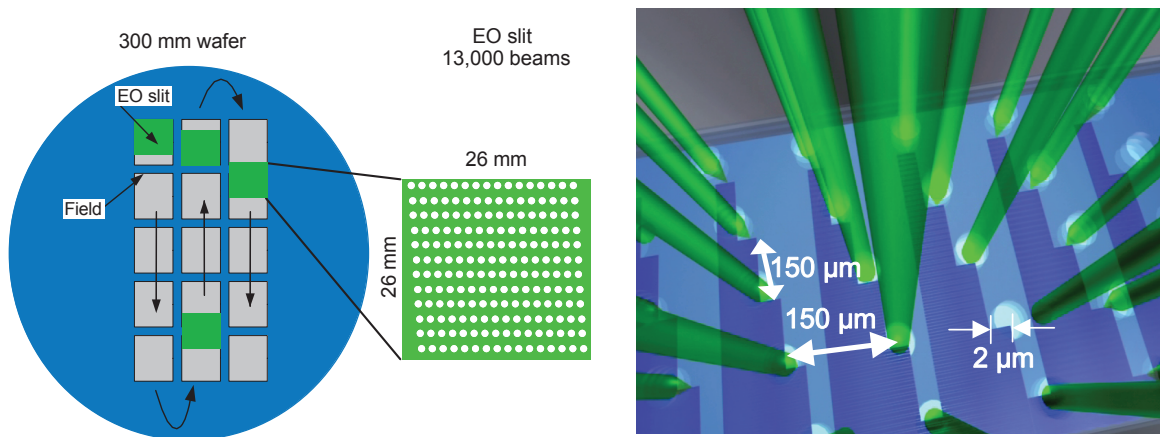 300 mm wafer
EO slit
Field
EO slit
13,000 beams
26 mm
26 mm
150 µm
150 µm
2 µm